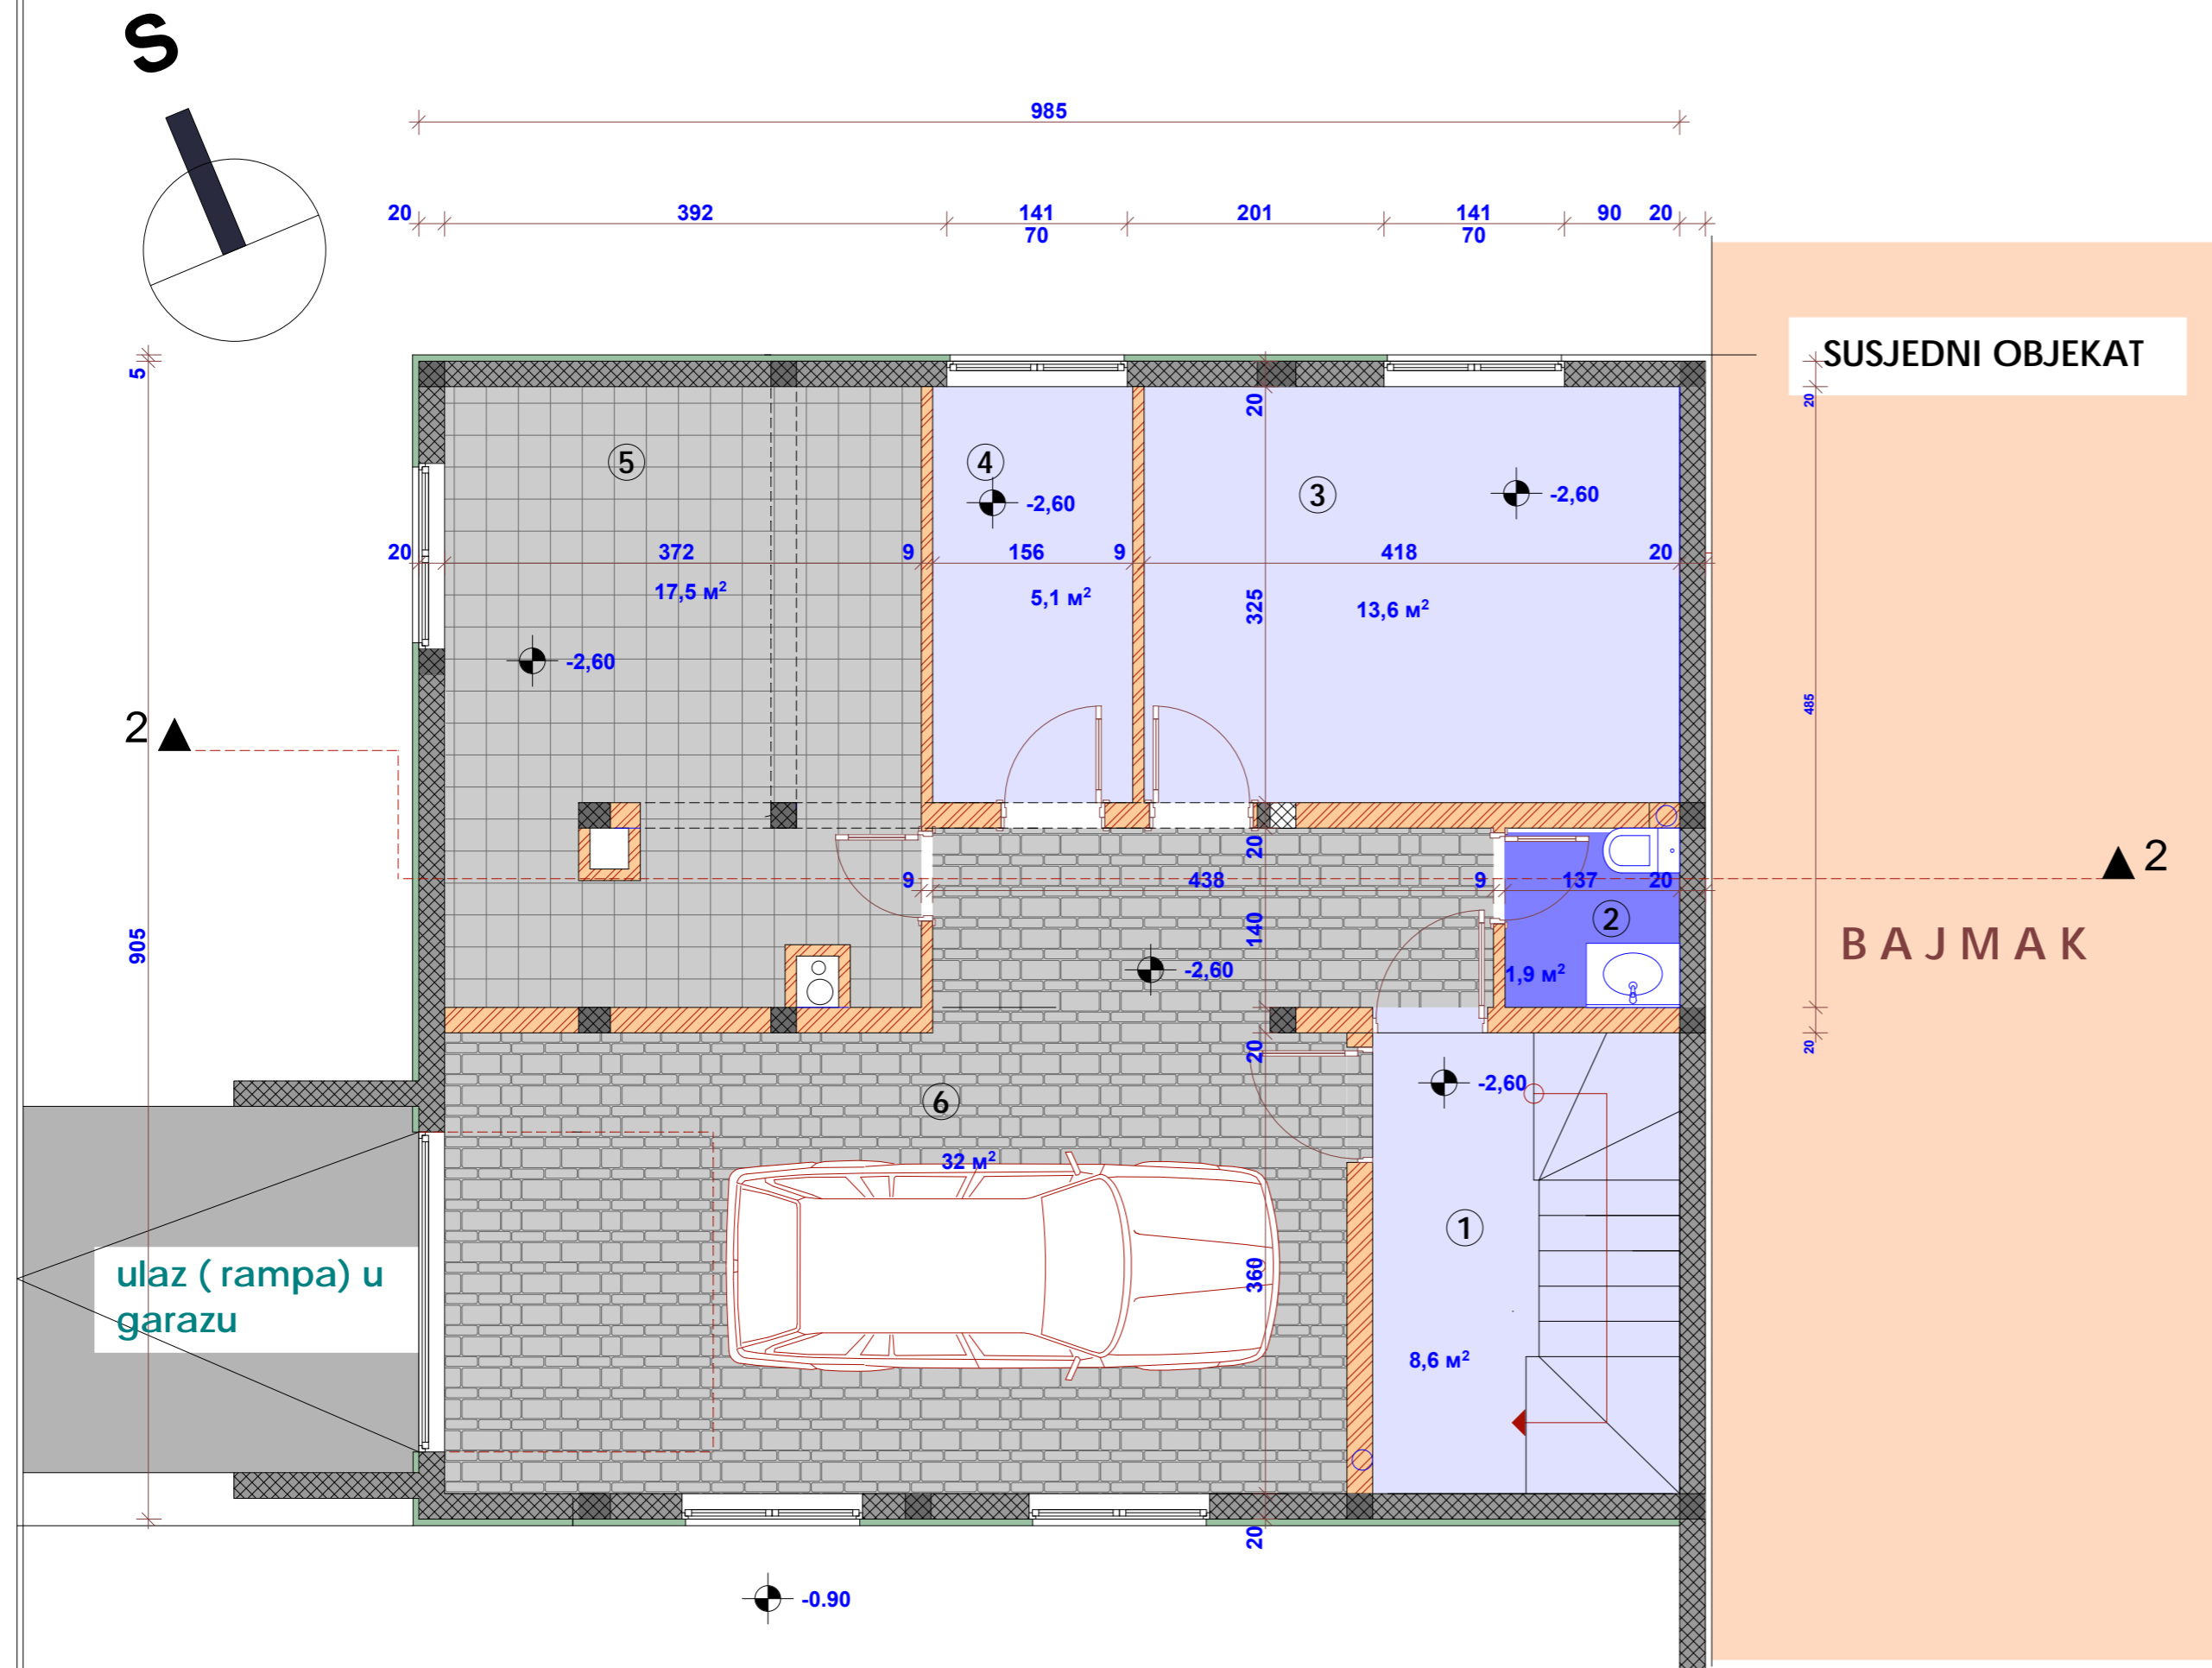 S
985
20 392 141 201 141 90 20
70 70
SUSJEDNI OBJEKAT
5
20
20
5
4
3
-2,60
-2,60
20 372 9 156 9 418 20
17,5 м²
5,1 м²
13,6 м²
325
-2,60
485
2
2
20
9 438 9 137 20
2
905
140
B A J M A K
-2,60
1,9 м²
20
20
-2,60
6
32 м²
1
ulaz ( rampa) u
garazu
360
8,6 м²
20
-0.90